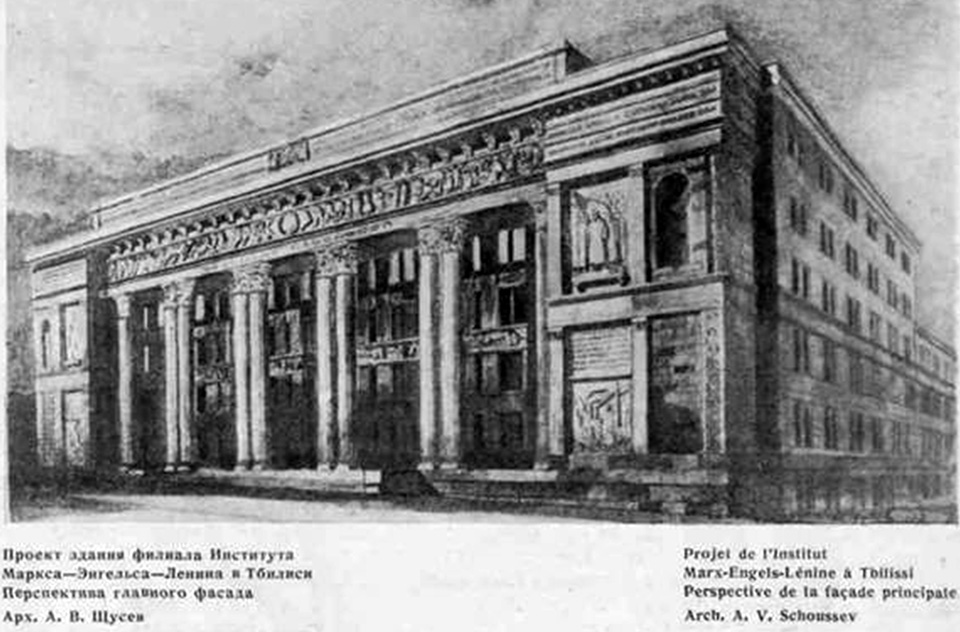 Проект здания филиала Института
Маркса—Энгельса—Ленина в Тбилиси
Перспектива главного фасада
Арх. А. В. Щусев
Projet de l'Institut
Marx-Engels-Lénine à Tbilissi
Perspective de la façade principale
Arch. A. V. Schoussev